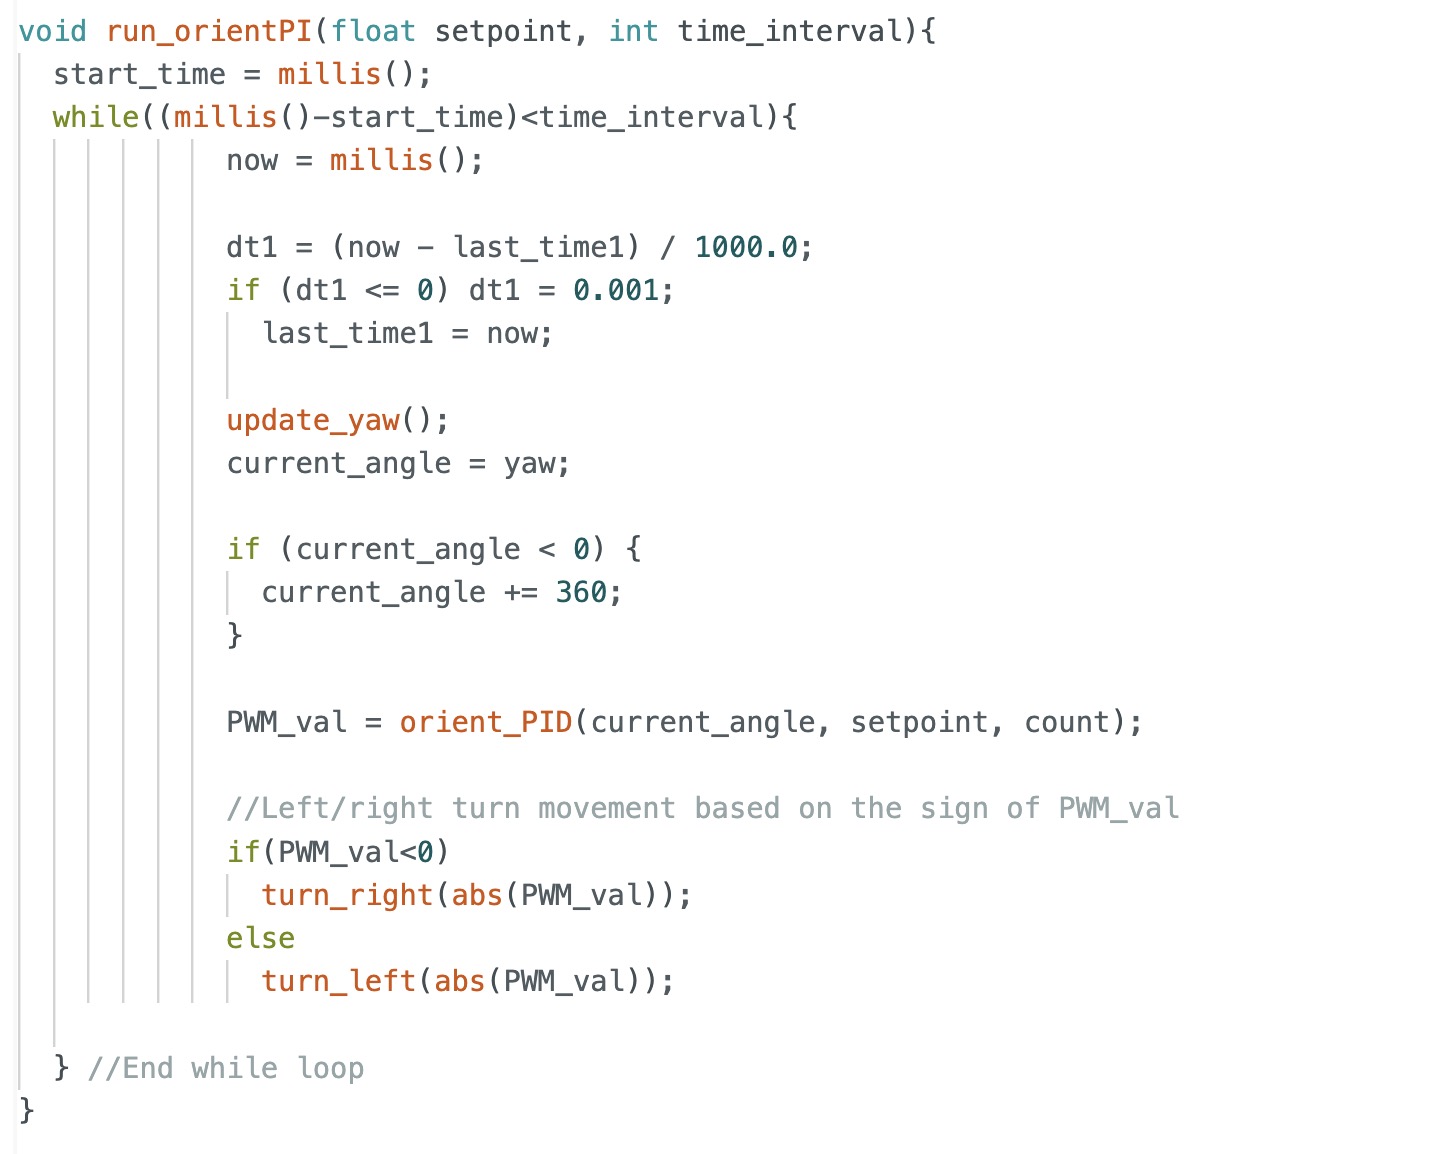 void run_orientPI(float setpoint, int time_interval){
  start_time = millis();
  while((millis()-start_time)<time_interval){
            now = millis();

            dt1 = (now - last_time1) / 1000.0;
            if (dt1 <= 0) dt1 = 0.001;
              last_time1 = now;

            update_yaw();
            current_angle = yaw;

            if (current_angle < 0) {
              current_angle += 360;
            }

            PWM_val = orient_PID(current_angle, setpoint, count);

            //Left/right turn movement based on the sign of PWM_val
            if(PWM_val<0)
              turn_right(abs(PWM_val));
            else
              turn_left(abs(PWM_val));

  } //End while loop
}